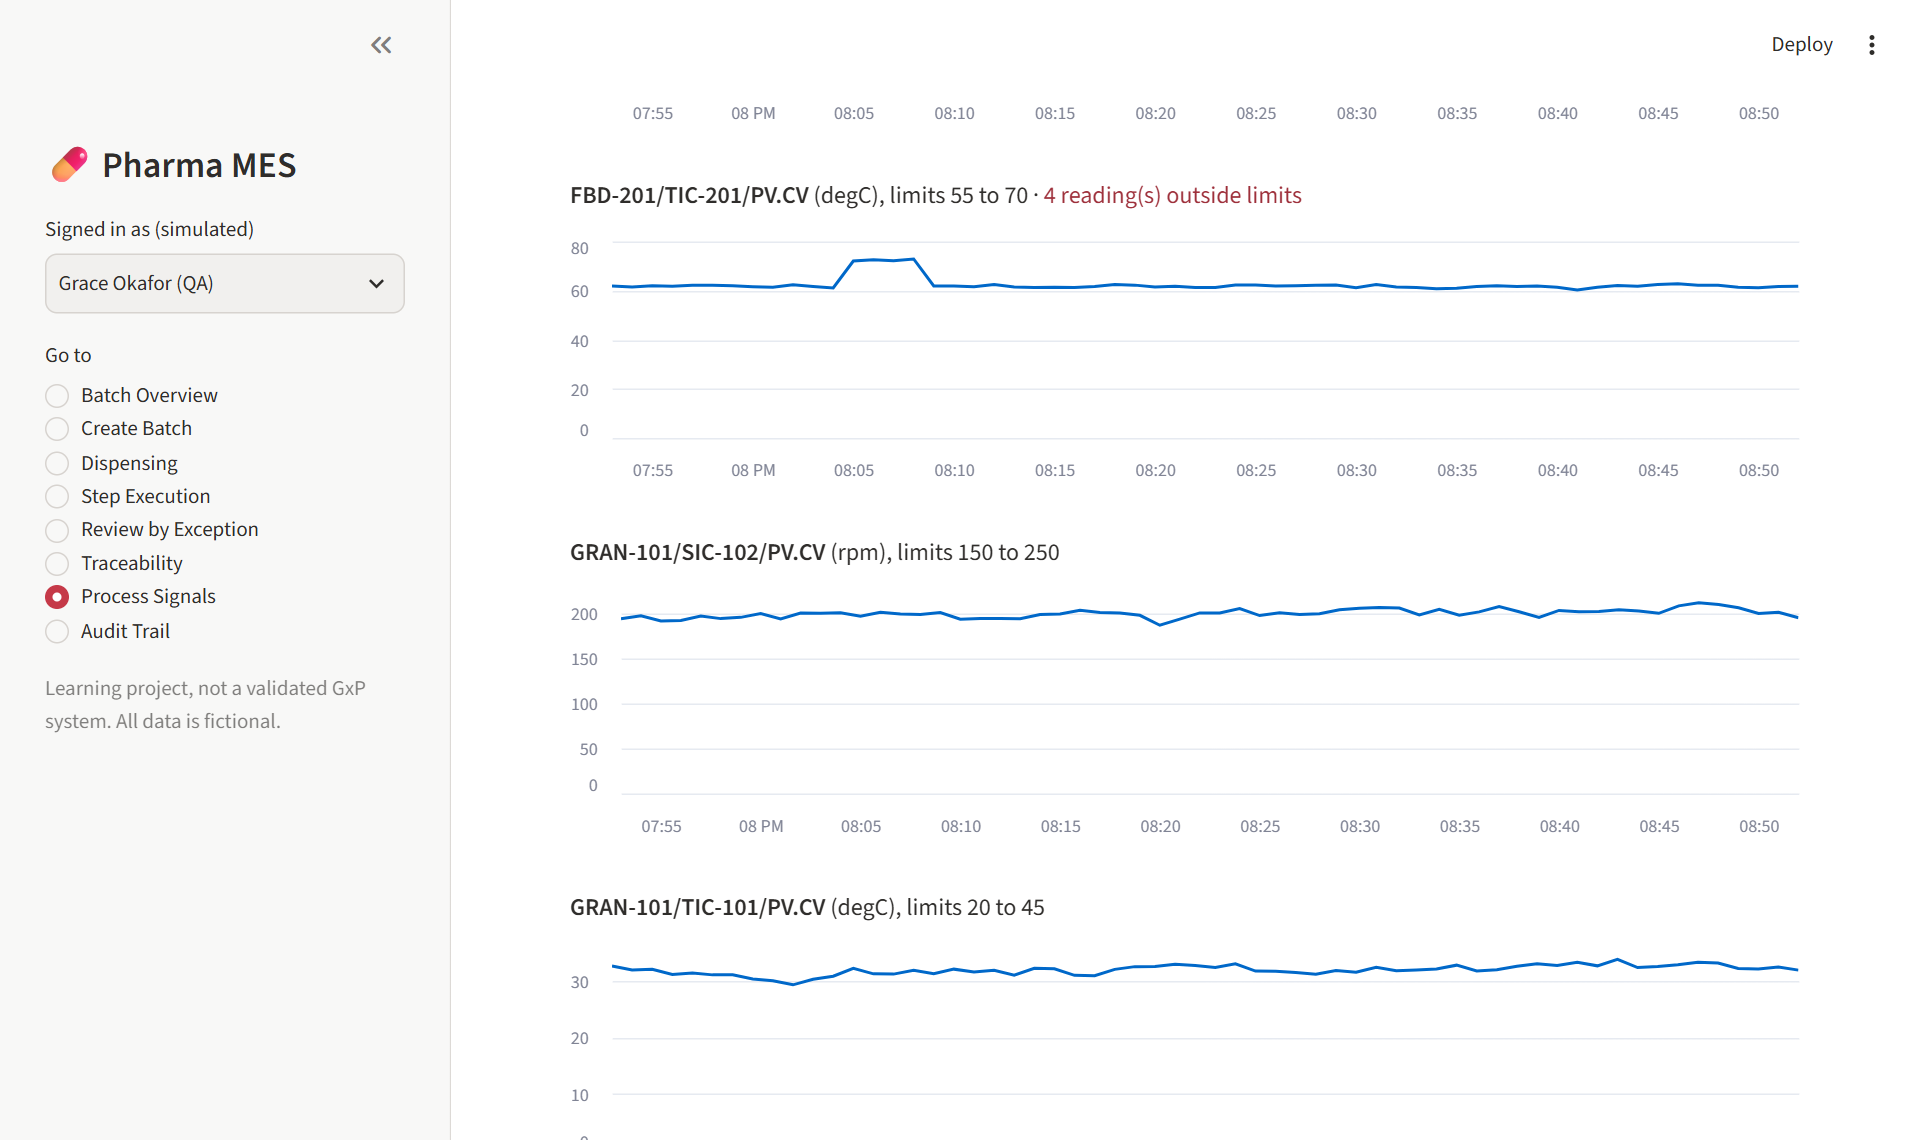 Deploy
Pharma MES
Signed in as (simulated)
Grace Okafor (QA)
Go to
Batch Overview
Create Batch
Dispensing
Step Execution
Review by Exception
Traceability
Process Signals
Audit Trail
Learning project, not a validated GxP
system. All data is fictional.
07:55 08 PM 08:05 08:10 08:15 08:20 08:25 08:30 08:35 08:40 08:45 08:50
FBD-201/TIC-201/PV.CV (degC), limits 55 to 70 · 4 reading(s) outside limits
80
60
40
20
0
07:55 08 PM 08:05 08:10 08:15 08:20 08:25 08:30 08:35 08:40 08:45 08:50
GRAN-101/SIC-102/PV.CV (rpm), limits 150 to 250
200
150
100
50
0
07:55 08 PM 08:05 08:10 08:15 08:20 08:25 08:30 08:35 08:40 08:45 08:50
GRAN-101/TIC-101/PV.CV (degC), limits 20 to 45
30
20
10